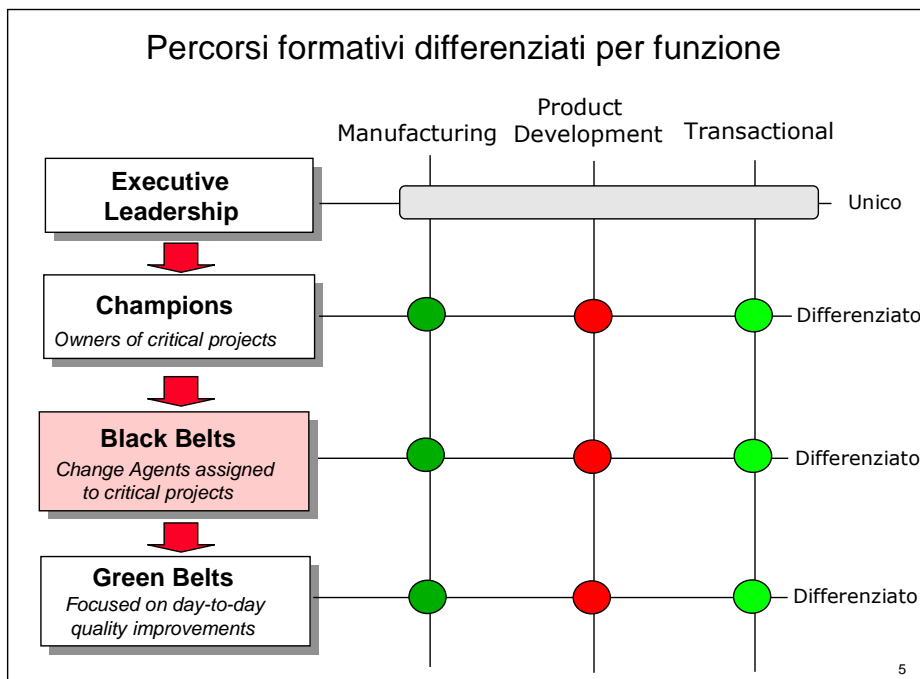 Percorsi formativi differenziati per funzione
Product
Manufacturing Development Transactional
Executive
Leadership
Unico
Champions
Owners of critical projects
Differenziato
Black Belts
Change Agents assigned
to critical projects
Differenziato
Green Belts
Focused on day-to-day
quality improvements
Differenziato
5